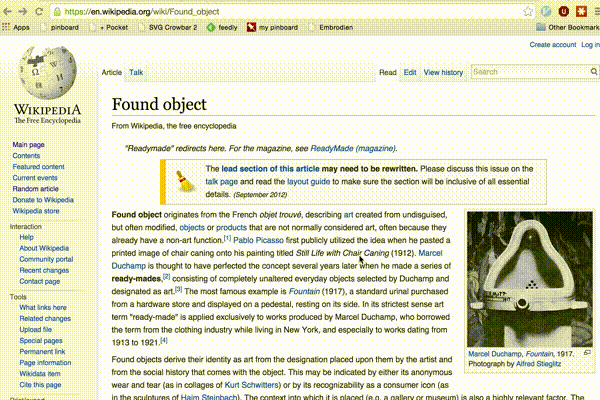 https://en.wikipedia.org/wiki/Found_object
Apps pinboard + Pocket SVG Crowbar 2 feedly my pinboard Embrodien Other Bookmarks
Create account Log in
Article Talk Read Edit View history Search
WIKIPEDIA
The Free Encyclopedia
Main page
Contents
Featured content
Current events
Random article
Donate to Wikipedia
Wikipedia store
Interaction
Help
About Wikipedia
Community portal
Recent changes
Contact page
Tools
What links here
Related changes
Upload file
Special pages
Permanent link
Page information
Wikidata item
Cite this page
Found object
From Wikipedia, the free encyclopedia
"Readymade" redirects here. For the magazine, see ReadyMade (magazine).
The lead section of this article may need to be rewritten. Please discuss this issue on the
talk page and read the layout guide to make sure the section will be inclusive of all essential
details. (September 2012)
Found object originates from the French objet trouvé, describing art created from undisguised,
but often modified, objects or products that are not normally considered art, often because they
already have a non-art function.[1] Pablo Picasso first publicly utilized the idea when he pasted a
printed image of chair caning onto his painting titled Still Life with Chair Caning (1912). Marcel
Duchamp is thought to have perfected the concept several years later when he made a series of
ready-mades,[2] consisting of completely unaltered everyday objects selected by Duchamp and
designated as art.[3] The most famous example is Fountain (1917), a standard urinal purchased
from a hardware store and displayed on a pedestal, resting on its side. In its strictest sense art
term "ready-made" is applied exclusively to works produced by Marcel Duchamp, who borrowed
the term from the clothing industry while living in New York, and especially to works dating from
1913 to 1921.[4]
Marcel Duchamp, Fountain, 1917.
Photograph by Alfred Stieglitz
Found objects derive their identity as art from the designation placed upon them by the artist and
from the social history that comes with the object. This may be indicated by either its anonymous
wear and tear (as in collages of Kurt Schwitters) or by its recognizability as a consumer icon (as
in the sculptures of Haim Steinbach). The context into which it is placed (e.g. a gallery or museum) is also a highly relevant factor. The